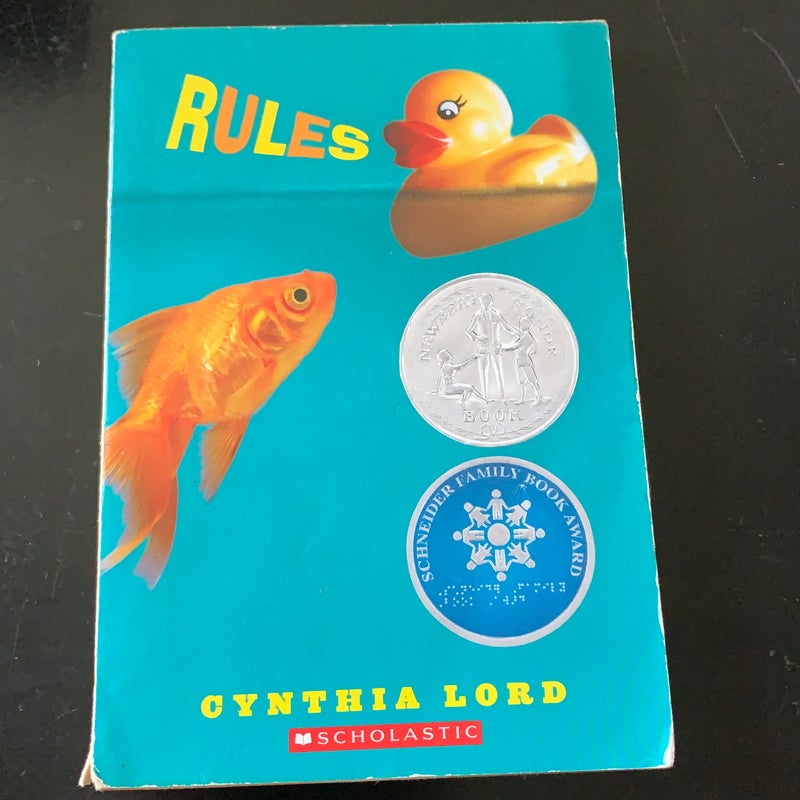 RULES
NEWBERY HONOR
BOOK
SCHNEIDER FAMILY BOOK AWARD
CYNTHIA LORD
SCHOLASTIC